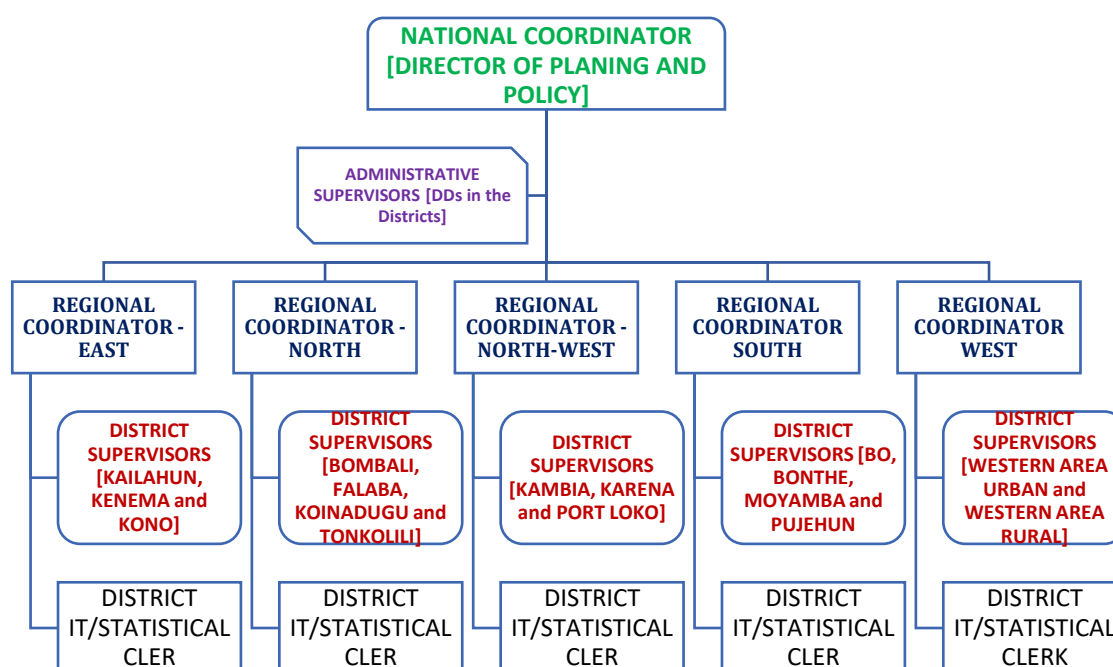 NATIONAL COORDINATOR
[DIRECTOR OF PLANING AND
POLICY]
ADMINISTRATIVE
SUPERVISORS [DDs in the
Districts]
REGIONAL
COORDINATOR -
EAST
REGIONAL
COORDINATOR -
NORTH
REGIONAL
COORDINATOR -
NORTH-WEST
REGIONAL
COORDINATOR
SOUTH
REGIONAL
COORDINATOR
WEST
DISTRICT
SUPERVISORS
[KAILAHUN,
KENEMA and
KONO]
DISTRICT
SUPERVISORS
[BOMBALI,
FALABA,
KOINADUGU and
TONKOLILI]
DISTRICT
SUPERVISORS
[KAMBIA, KARENA
and PORT LOKO]
DISTRICT
SUPERVISORS [BO,
BONTHE,
MOYAMBA and
PUJEHUN
DISTRICT
SUPERVISORS
[WESTERN AREA
URBAN and
WESTERN AREA
RURAL]
DISTRICT
IT/STATISTICAL
CLER
DISTRICT
IT/STATISTICAL
CLER
DISTRICT
IT/STATISTICAL
CLER
DISTRICT
IT/STATISTICAL
CLER
DISTRICT
IT/STATISTICAL
CLERK